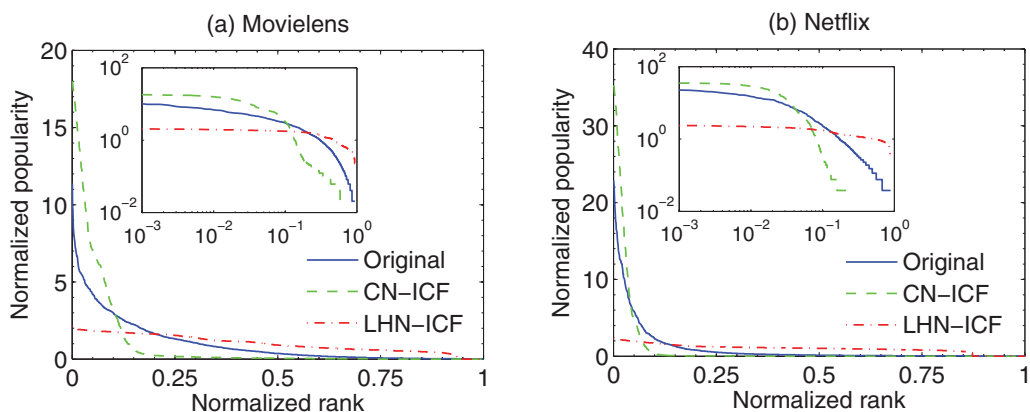 (a) Movielens
20
15
10
5
0
Normalized popularity
10^2
10^0
10^-2
10^-3
10^-2
10^-1
10^0
Original
CN-ICF
LHN-ICF
0
0.25
0.5
0.75
1
Normalized rank
(b) Netflix
40
30
20
10
0
Normalized popularity
10^2
10^0
10^-2
10^-3
10^-2
10^-1
10^0
Original
CN-ICF
LHN-ICF
0
0.25
0.5
0.75
1
Normalized rank